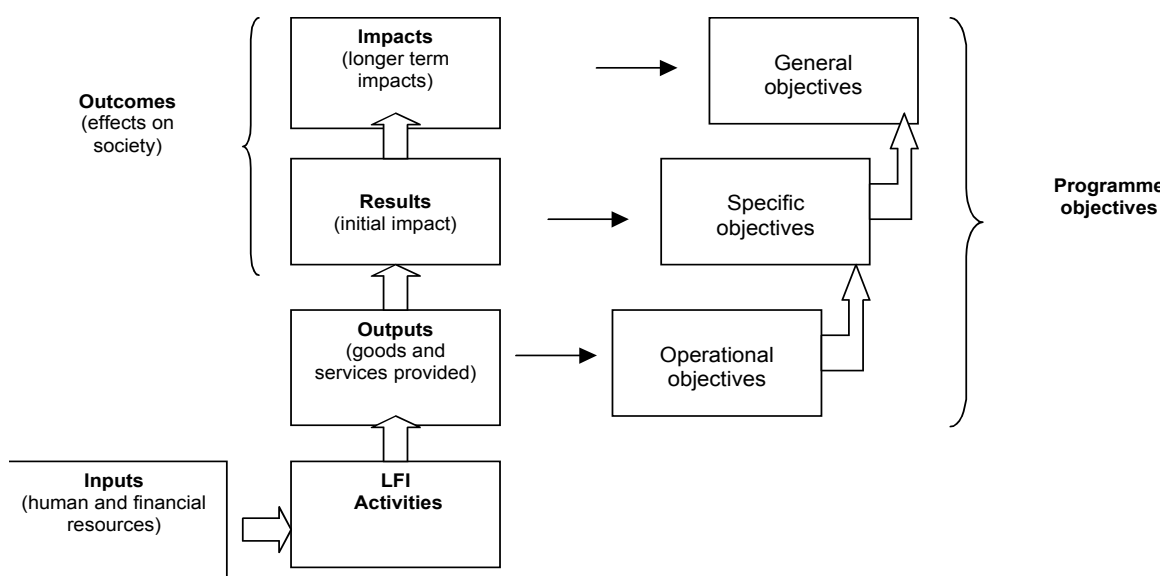 Impacts
(longer term
impacts)
General
objectives
Outcomes
(effects on
society)
Results
(initial impact)
Specific
objectives
Programme
objectives
Outputs
(goods and
services provided)
Operational
objectives
Inputs
(human and financial
resources)
LFI
Activities